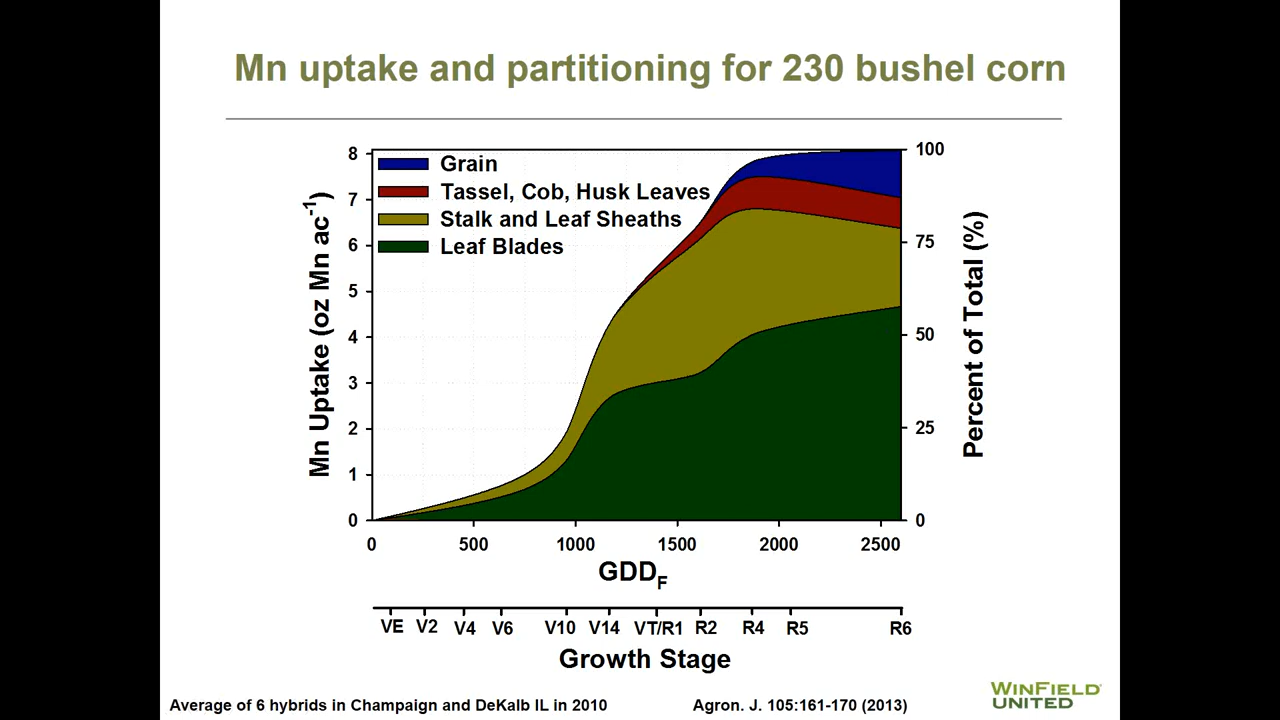 Mn uptake and partitioning for 230 bushel corn
Mn Uptake (oz Mn ac-1)
8
7
6
5
4
3
2
1
0
Grain
Tassel, Cob, Husk Leaves
Stalk and Leaf Sheaths
Leaf Blades
100
75
50
25
0
Percent of Total (%)
0 500 1000 1500 2000 2500
GDDF
VE V2 V4 V6 V10 V14 VT/R1 R2 R4 R5 R6
Growth Stage
Average of 6 hybrids in Champaign and DeKalb IL in 2010
Agron. J. 105:161-170 (2013)
WINFIELD
UNITED